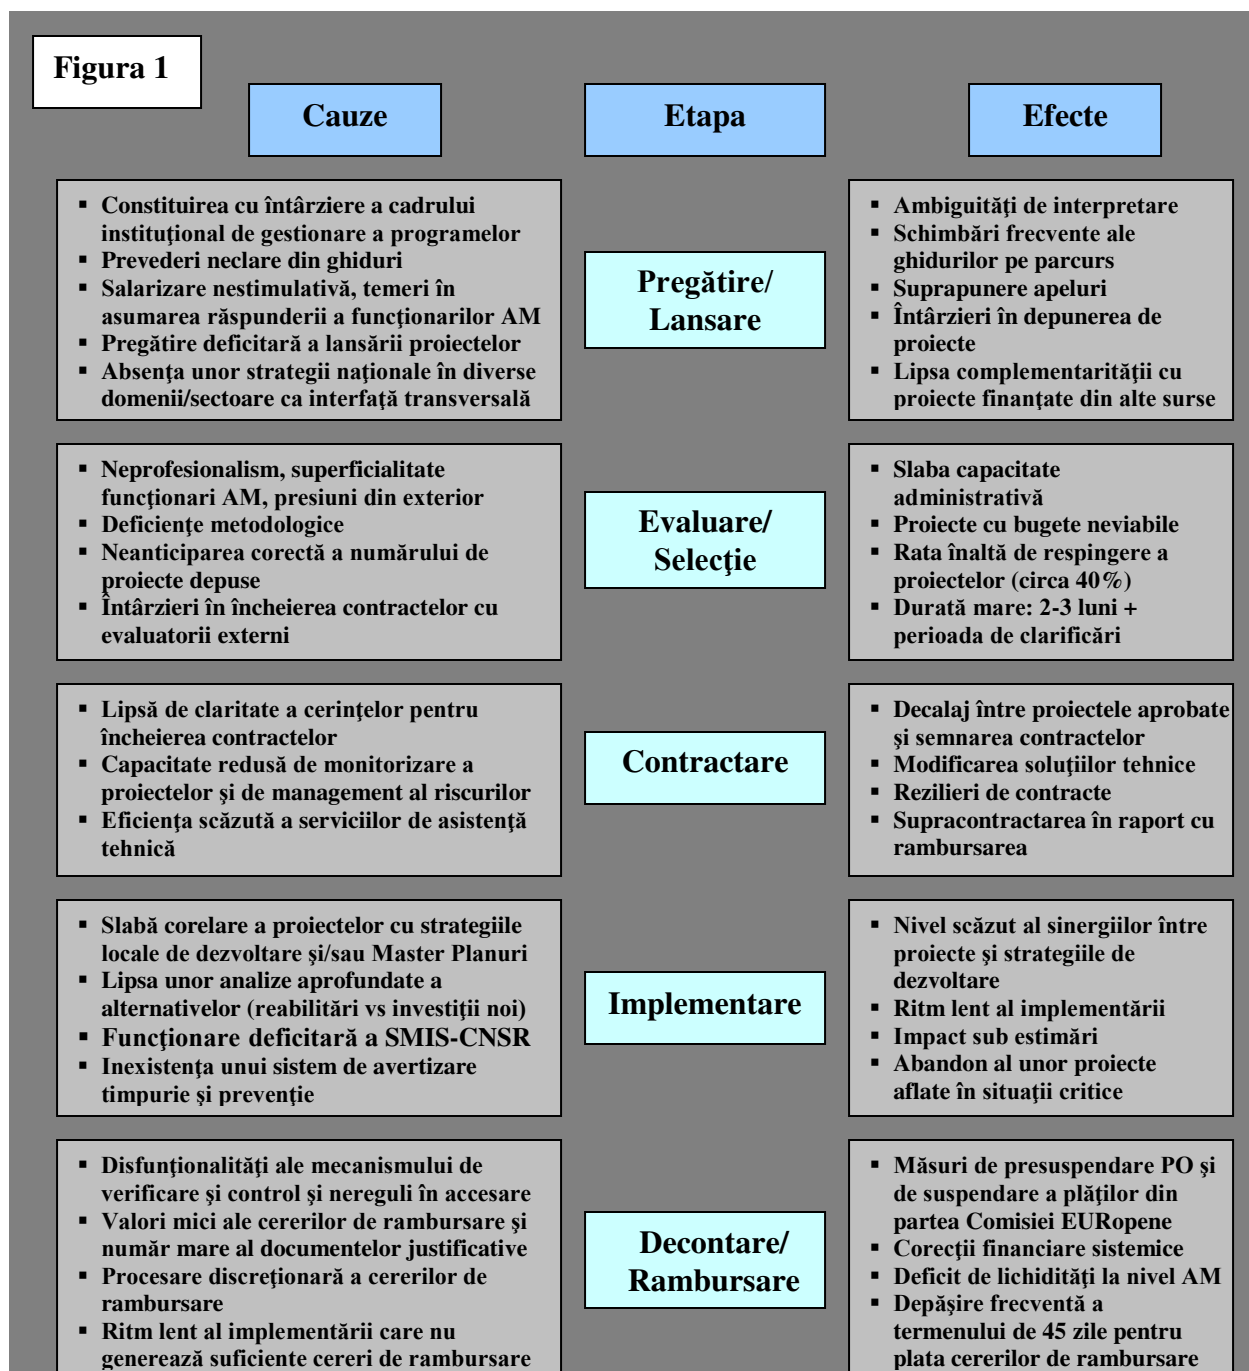 Figura 1
Cauze
Etapa
Efecte
▪ Constituirea cu întârziere a cadrului
instituţional de gestionare a programelor
▪ Prevederi neclare din ghiduri
▪ Salarizare nestimulativă, temeri în
asumarea răspunderii a funcţionarilor AM
▪ Pregătire deficitară a lansării proiectelor
▪ Absenţa unor strategii naţionale în diverse
domenii/sectoare ca interfaţă transversală
Pregătire/
Lansare
▪ Ambiguităţi de interpretare
▪ Schimbări frecvente ale
ghidurilor pe parcurs
▪ Suprapunere apeluri
▪ Întârzieri în depunerea de
proiecte
▪ Lipsa complementarităţii cu
proiecte finanţate din alte surse
▪ Neprofesionalism, superficialitate
funcţionari AM, presiuni din exterior
▪ Deficienţe metodologice
▪ Neanticiparea corectă a numărului de
proiecte depuse
▪ Întârzieri în încheierea contractelor cu
evaluatorii externi
Evaluare/
Selecţie
▪ Slaba capacitate
administrativă
▪ Proiecte cu bugete neviabile
▪ Rata înaltă de respingere a
proiectelor (circa 40%)
▪ Durată mare: 2-3 luni +
perioada de clarificări
▪ Lipsă de claritate a cerinţelor pentru
încheierea contractelor
▪ Capacitate redusă de monitorizare a
proiectelor şi de management al riscurilor
▪ Eficienţa scăzută a serviciilor de asistenţă
tehnică
Contractare
▪ Decalaj între proiectele aprobate
şi semnarea contractelor
▪ Modificarea soluţiilor tehnice
▪ Rezilieri de contracte
▪ Supracontractarea în raport cu
rambursarea
▪ Slabă corelare a proiectelor cu strategiile
locale de dezvoltare şi/sau Master Planuri
▪ Lipsa unor analize aprofundate a
alternativelor (reabilitări vs investiţii noi)
▪ Funcţionare deficitară a SMIS-CNSR
▪ Inexistenţa unui sistem de avertizare
timpurie şi prevenţie
Implementare
▪ Nivel scăzut al sinergiilor între
proiecte şi strategiile de
dezvoltare
▪ Ritm lent al implementării
▪ Impact sub estimări
▪ Abandon al unor proiecte
aflate în situaţii critice
▪ Disfunţionalităţi ale mecanismului de
verificare şi control şi nereguli în accesare
▪ Valori mici ale cererilor de rambursare şi
număr mare al documentelor justificative
▪ Procesare discreţionară a cererilor de
rambursare
▪ Ritm lent al implementării care nu
generează suficiente cereri de rambursare
Decontare/
Rambursare
▪ Măsuri de presuspendare PO şi
de suspendare a plăţilor din
partea Comisiei EURopene
▪ Corecţii financiare sistemice
▪ Deficit de lichidităţi la nivel AM
▪ Depăşire frecventă a
termenului de 45 zile pentru
plata cererilor de rambursare